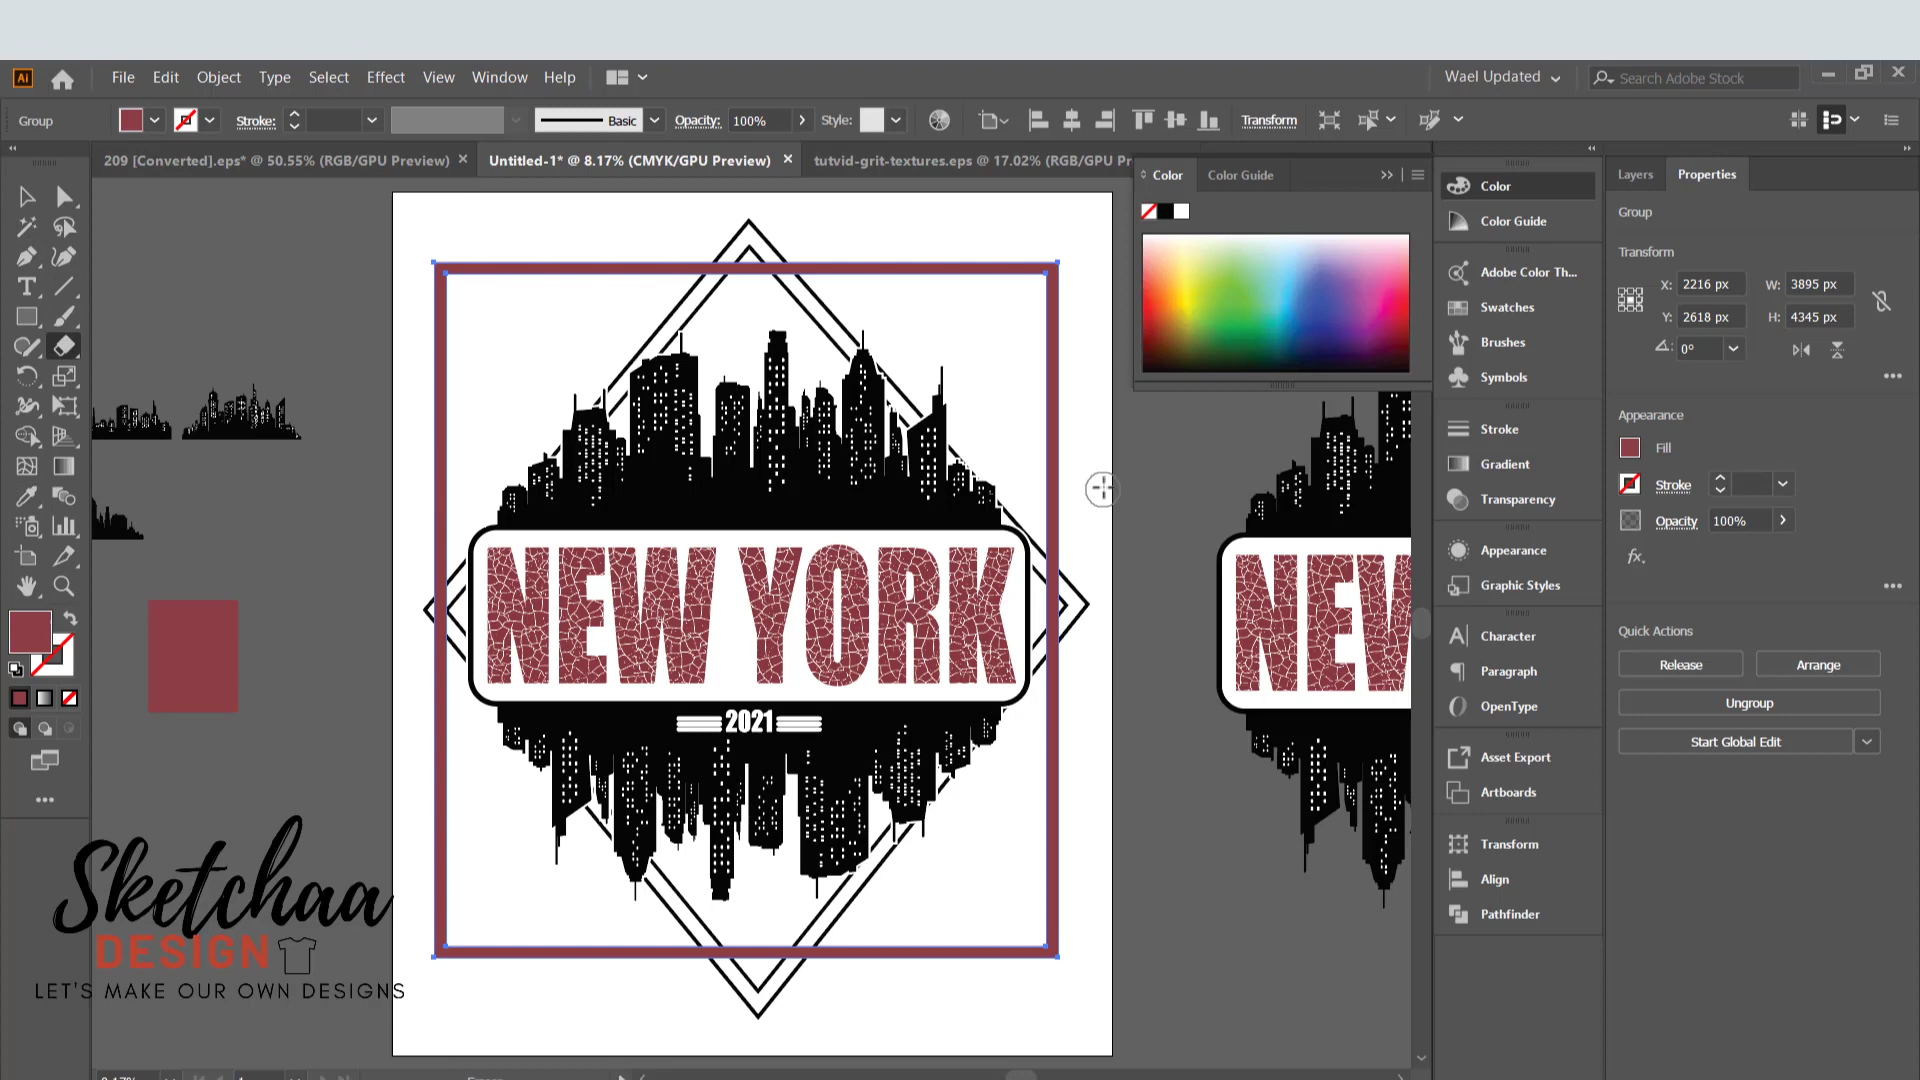 Ai File Edit Object Type Select Effect View Window Help Wael Updated Search Adobe Stock
Group Stroke: Basic Opacity: 100% Style: Transform
209 [Converted].eps* @ 50.55% (RGB/GPU Preview) Untitled-1* @ 8.17% (CMYK/GPU Preview) tutvid-grit-textures.eps @ 17.02% (RGB/GPU Pr
Color Color Guide
Color
Color Guide
Adobe Color Th...
Swatches
Brushes
Symbols
Stroke
Gradient
Transparency
Appearance
Graphic Styles
Character
Paragraph
OpenType
Asset Export
Artboards
Transform
Align
Pathfinder
Layers Properties
Group
Transform
X: 2216 px W: 3895 px
Y: 2618 px H: 4345 px
0°
Appearance
Fill
Stroke
Opacity 100%
fx.
Quick Actions
Release Arrange
Ungroup
Start Global Edit
NEW YORK
2021
NEW
Sketchaa
DESIGN
LET'S MAKE OUR OWN DESIGNS